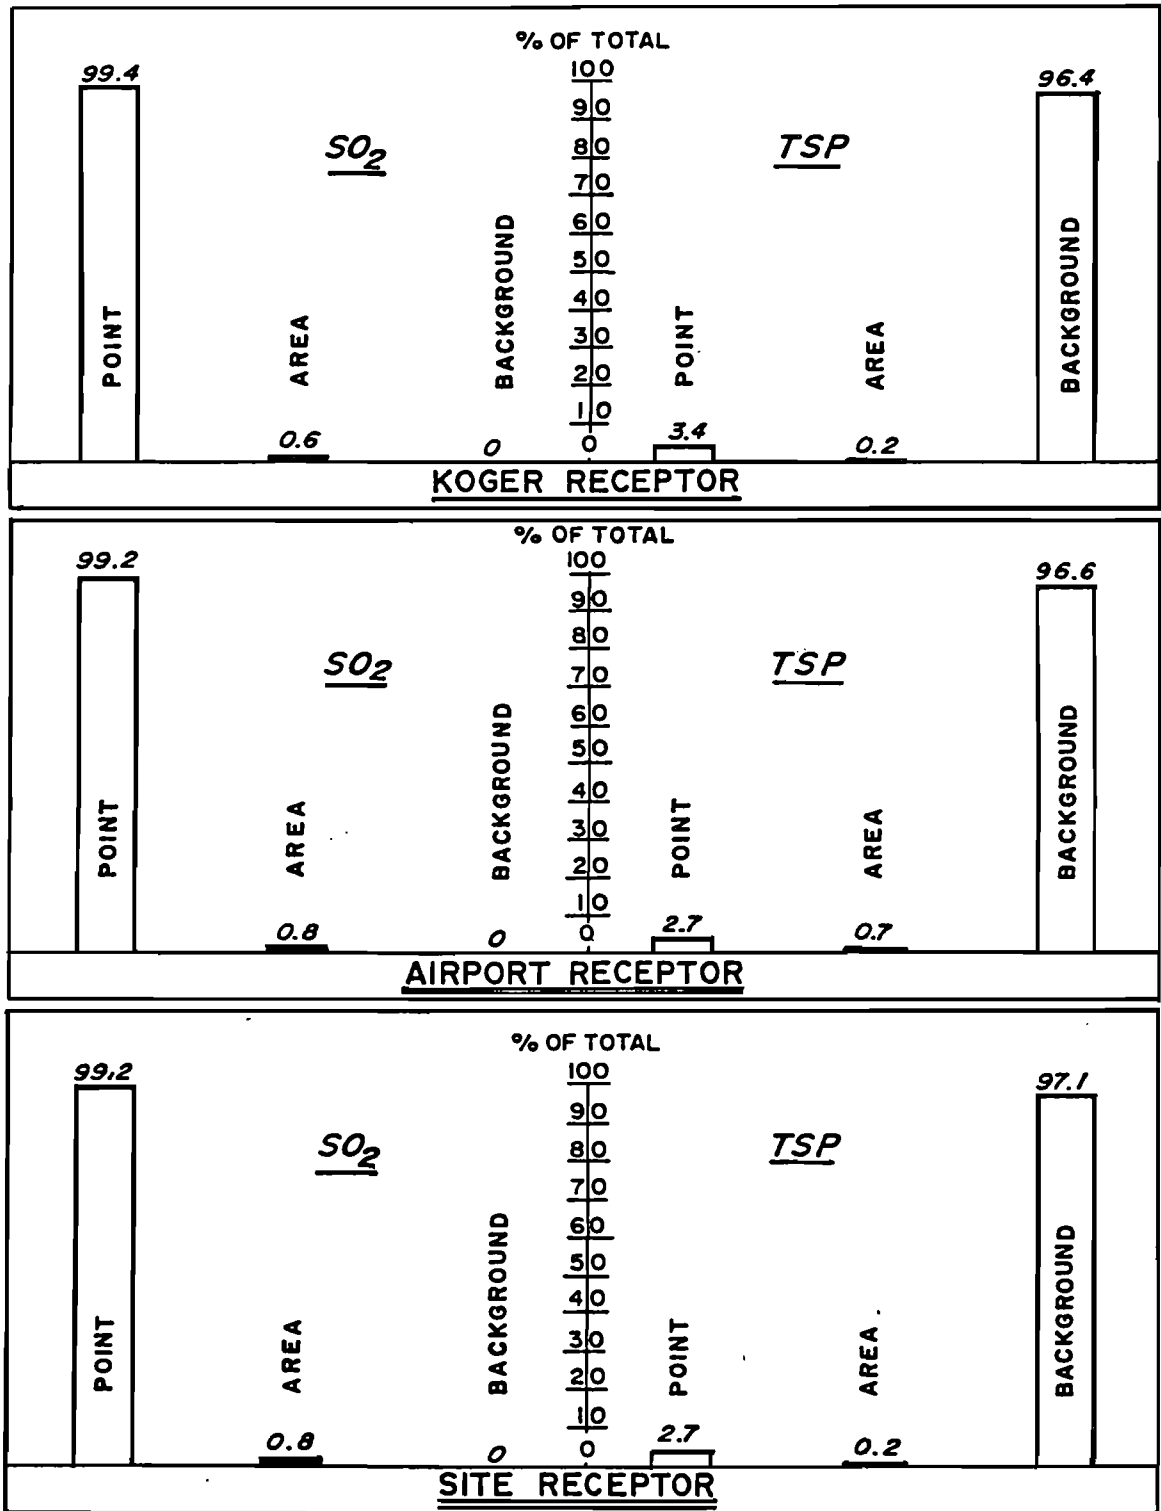 % OF TOTAL
99.4
100
96.4
90
SO2
80
TSP
70
60
50
40
30
20
10
POINT
AREA
BACKGROUND
POINT
AREA
BACKGROUND
0.6
0
0
3.4
0.2
KOGER RECEPTOR
% OF TOTAL
99.2
100
96.6
90
80
SO2
70
TSP
60
50
40
30
20
10
POINT
AREA
BACKGROUND
POINT
AREA
BACKGROUND
0.8
0
0
2.7
0.7
AIRPORT RECEPTOR
% OF TOTAL
99.2
100
97.1
90
SO2
80
TSP
70
60
50
40
30
20
10
POINT
AREA
BACKGROUND
POINT
AREA
BACKGROUND
0.8
0
0
2.7
0.2
SITE RECEPTOR